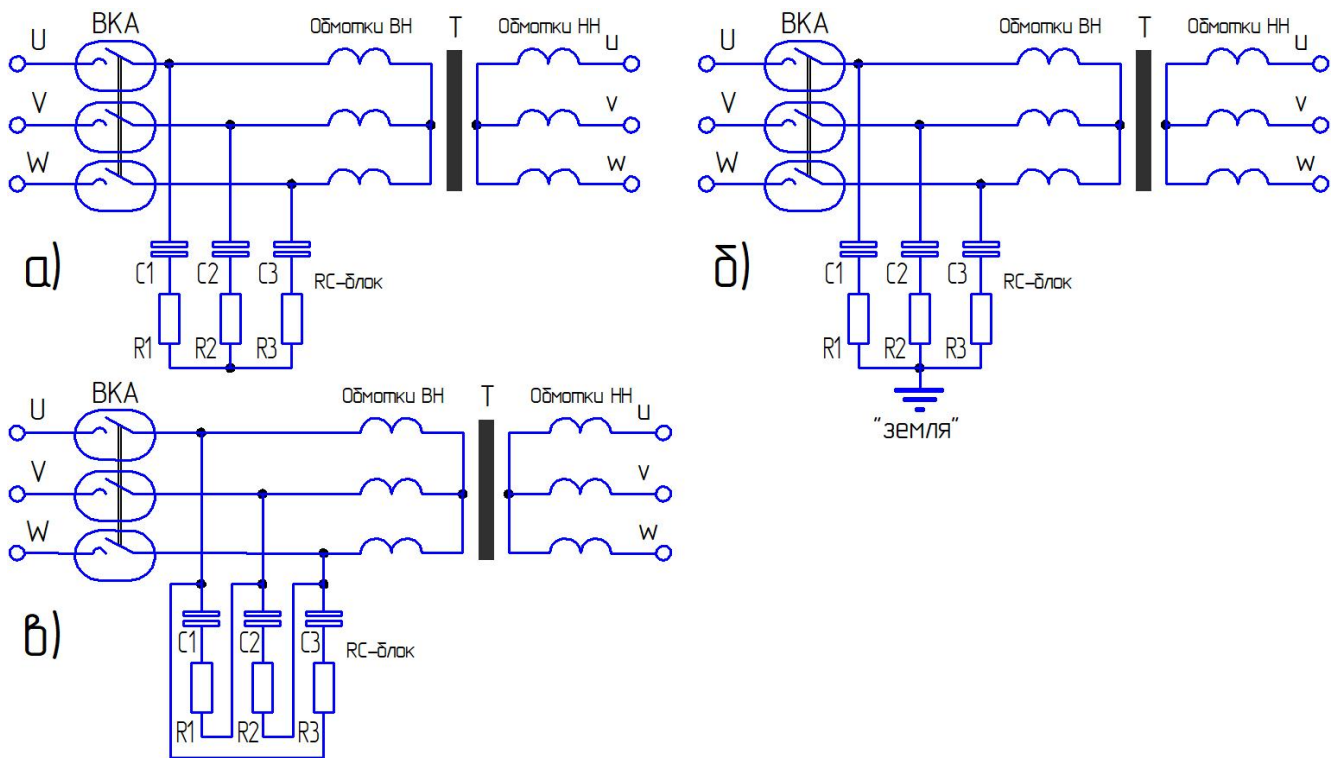 U ВКА Обмотки ВН Т Обмотки НН u
V v
W w
а) C1 C2 C3 RC-блок
R1 R2 R3
U ВКА Обмотки ВН Т Обмотки НН u
V v
W w
б) C1 C2 C3 RC-блок
R1 R2 R3
"земля"
U ВКА Обмотки ВН Т Обмотки НН u
V v
W w
в) C1 C2 C3 RC-блок
R1 R2 R3